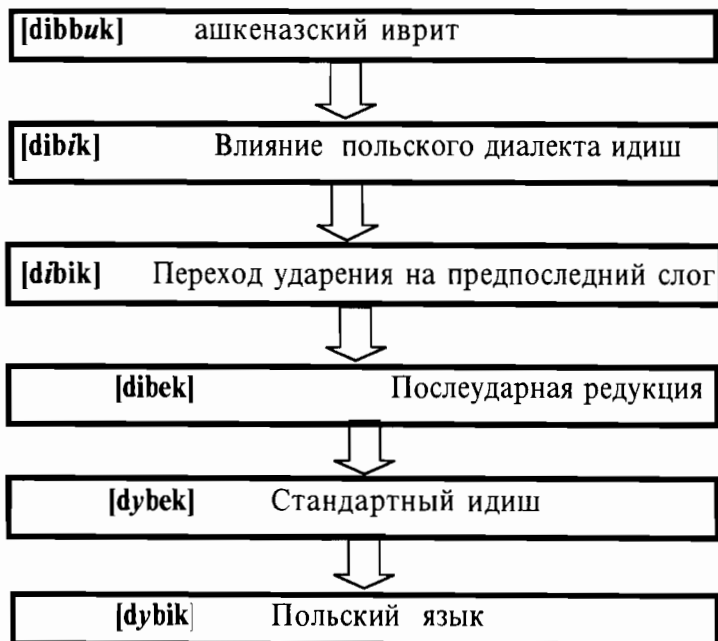 [dibbuk] ашкеназский иврит
[dibik] Влияние польского диалекта идиш
[dibik] Переход ударения на предпоследний слог
[dibek] Послеударная редукция
[dybek] Стандартный идиш
[dybik] Польский язык